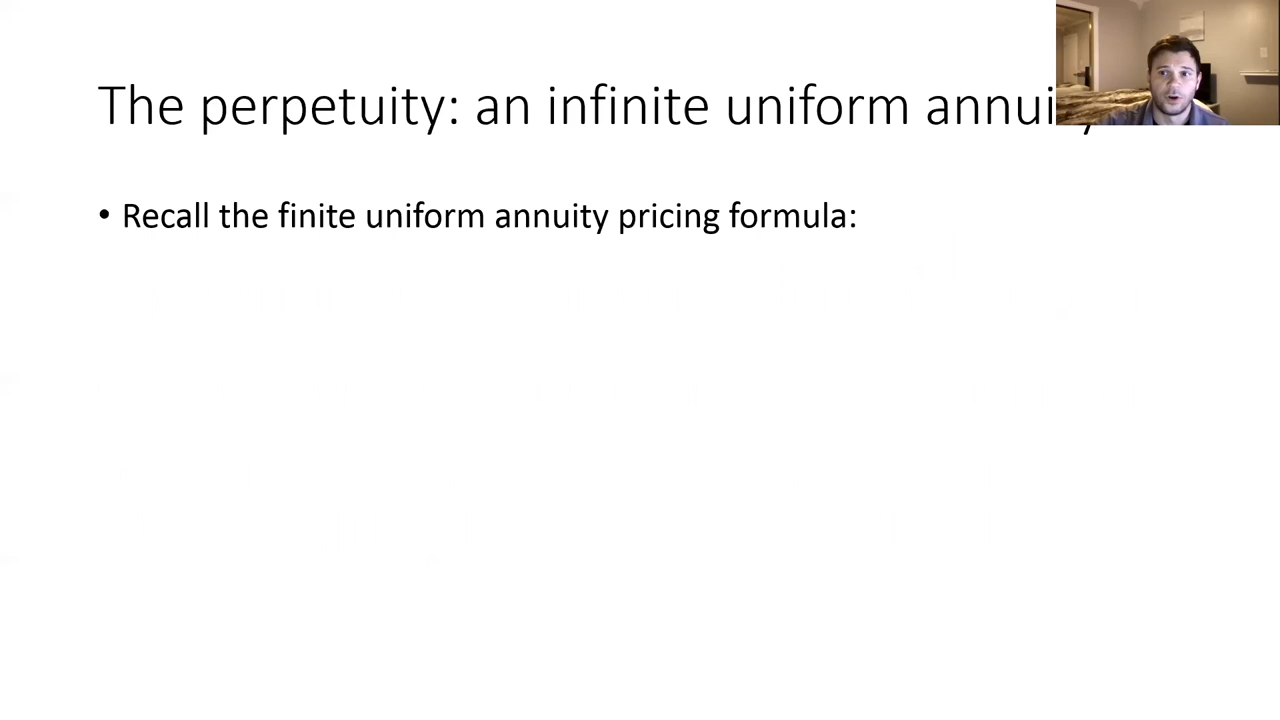 The perpetuity: an infinite uniform annuity
• Recall the finite uniform annuity pricing formula: